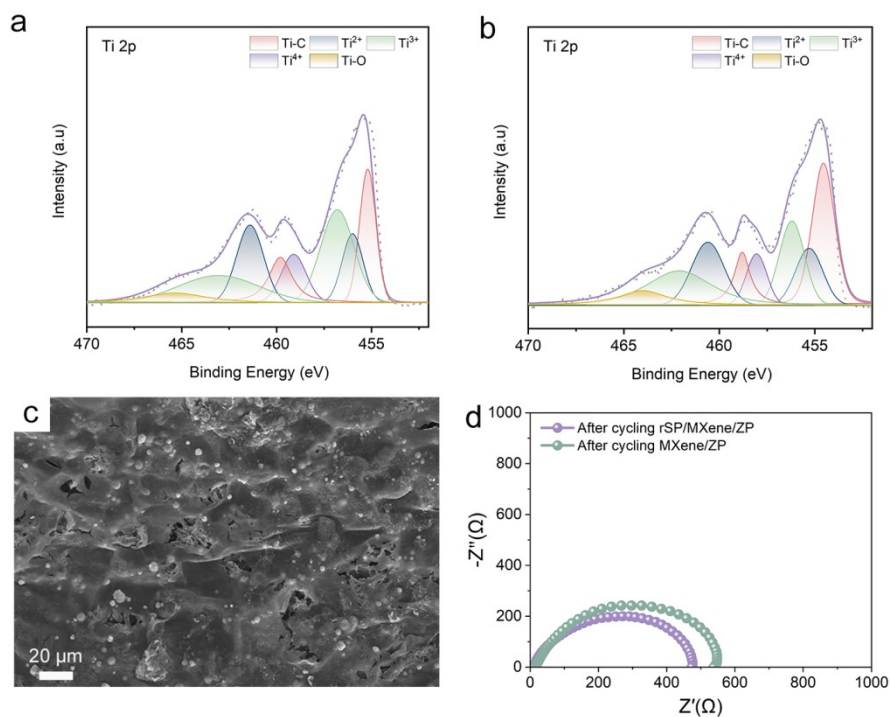 a
Ti 2p
Ti-C
Ti²⁺
Ti³⁺
Ti⁴⁺
Ti-O
Intensity (a.u)
470
465
460
455
Binding Energy (eV)
b
Ti 2p
Ti-C
Ti²⁺
Ti³⁺
Ti⁴⁺
Ti-O
Intensity (a.u)
470
465
460
455
Binding Energy (eV)
c
20 μm
d
After cycling rSP/MXene/ZP
After cycling MXene/ZP
-Z''(Ω)
1000
800
600
400
200
0
0
200
400
600
800
1000
Z'(Ω)